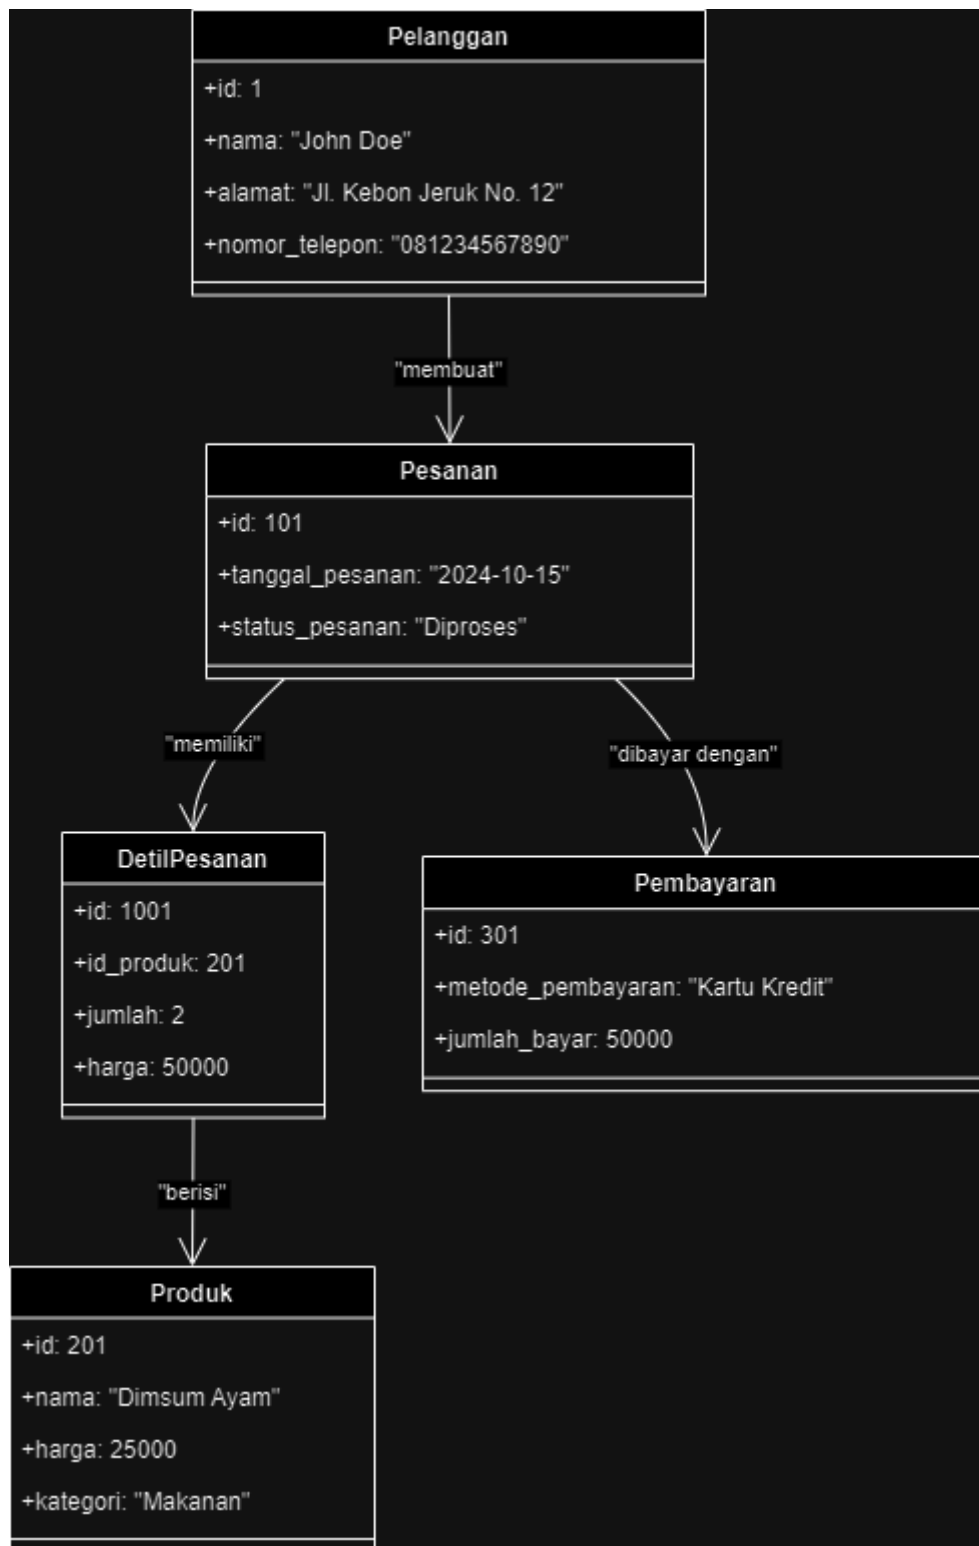 Pelanggan
+id: 1
+nama: "John Doe"
+alamat: "Jl. Kebon Jeruk No. 12"
+nomor_telepon: "081234567890"
"membuat"
Pesanan
+id: 101
+tanggal_pesanan: "2024-10-15"
+status_pesanan: "Diproses"
"memiliki"
"dibayar dengan"
DetilPesanan
+id: 1001
+id_produk: 201
+jumlah: 2
+harga: 50000
Pembayaran
+id: 301
+metode_pembayaran: "Kartu Kredit"
+jumlah_bayar: 50000
"berisi"
Produk
+id: 201
+nama: "Dimsum Ayam"
+harga: 25000
+kategori: "Makanan"